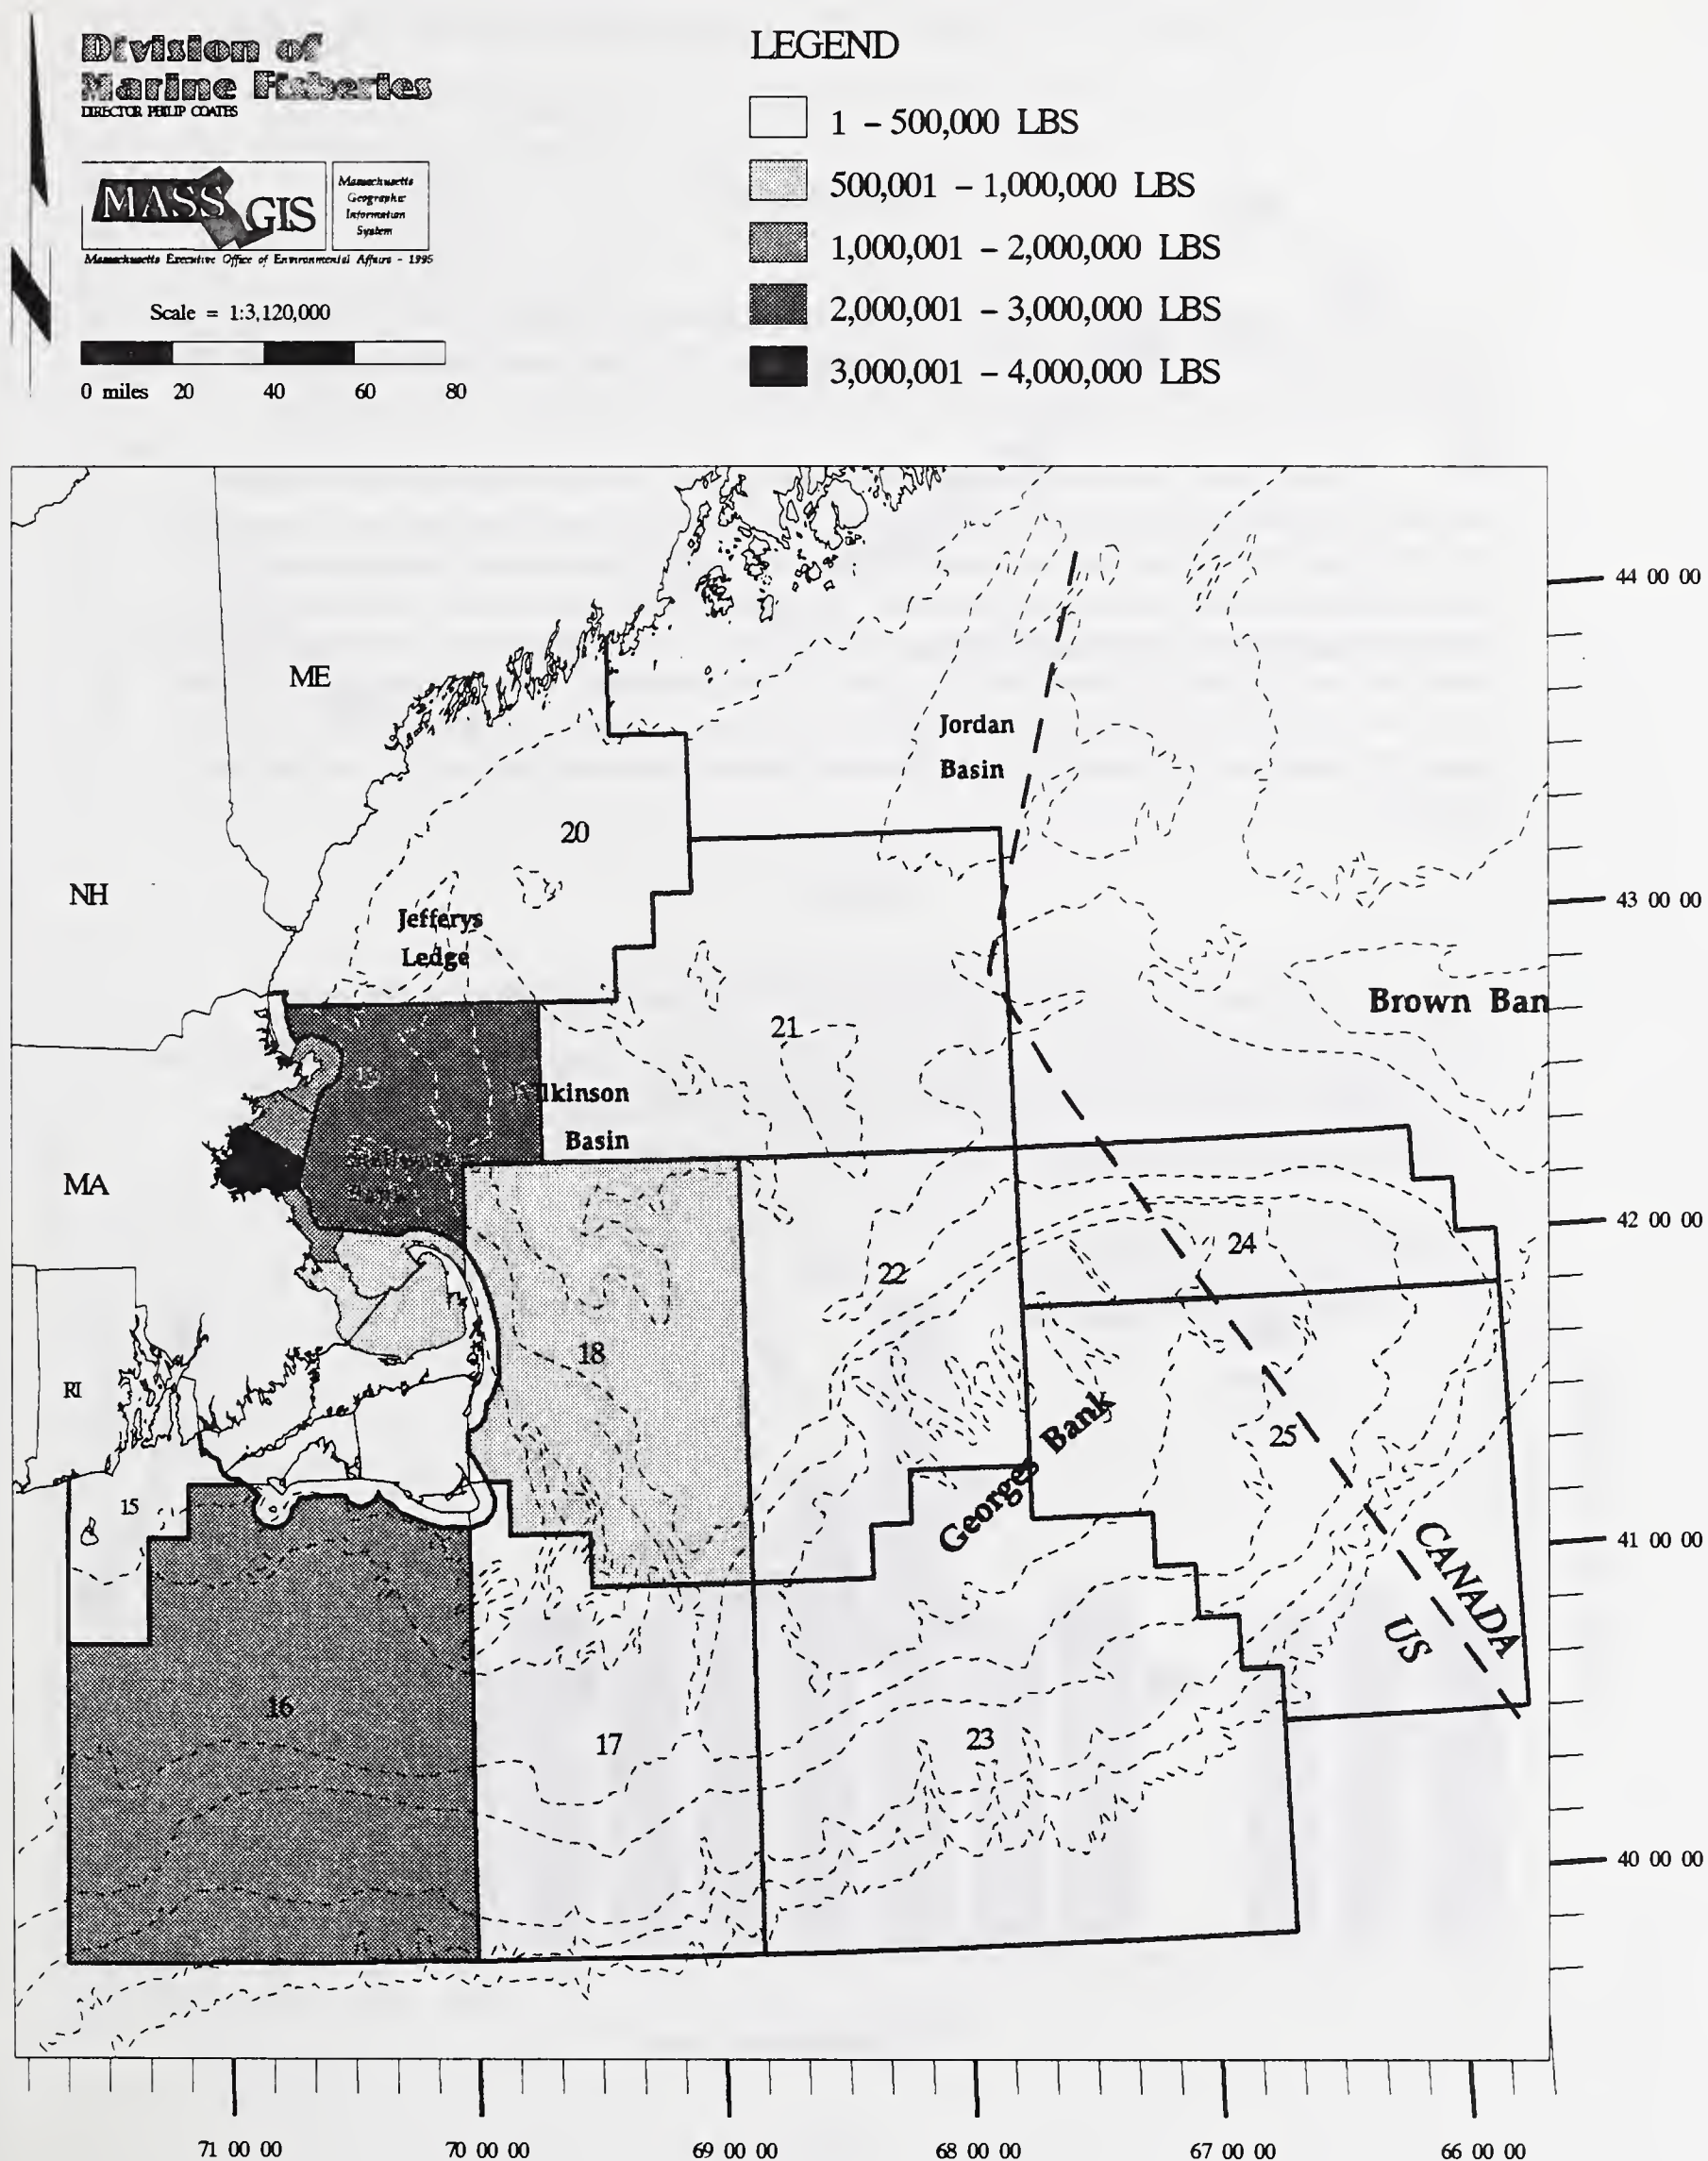 Division of
Marine Fisheries
DIRECTOR PHILIP COATES
MASS GIS
Massachusetts
Geographic
Information
System
Massachusetts Executive Office of Environmental Affairs - 1995
Scale = 1:3,120,000
0 miles 20 40 60 80
LEGEND
1 - 500,000 LBS
500,001 - 1,000,000 LBS
1,000,001 - 2,000,000 LBS
2,000,001 - 3,000,000 LBS
3,000,001 - 4,000,000 LBS
44 00 00
ME
Jordan
Basin
20
NH
43 00 00
Jefferys
Ledge
Brown Ban
21
Wilkinson
Basin
MA
42 00 00
24
22
18
RI
25
Georges Bank
15
41 00 00
CANADA
US
16
17
23
40 00 00
71 00 00
70 00 00
69 00 00
68 00 00
67 00 00
66 00 00